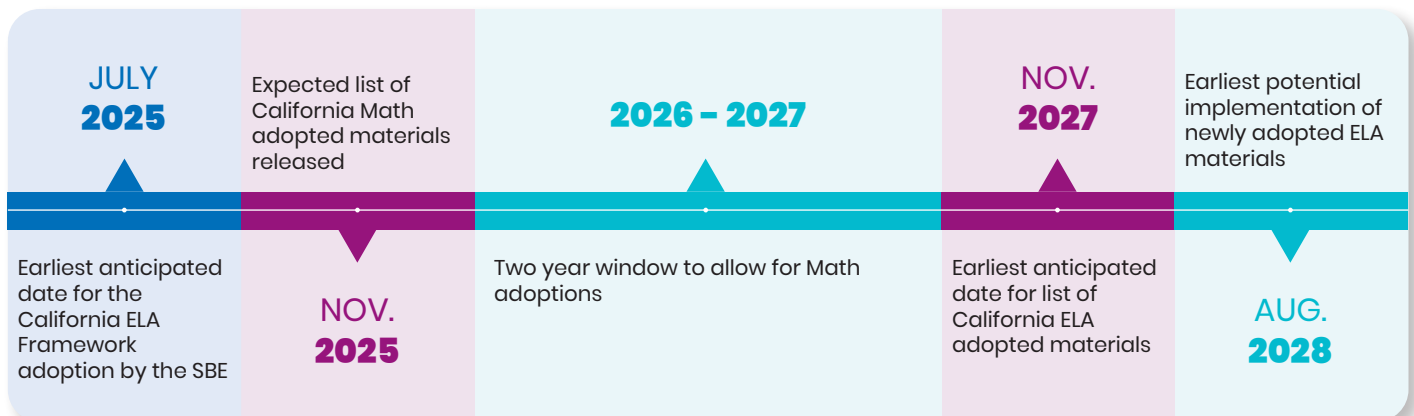 JULY
2025
Earliest anticipated
date for the
California ELA
Framework
adoption by the SBE
Expected list of
California Math
adopted materials
released
NOV.
2025
2026 – 2027
Two year window to allow for Math
adoptions
NOV.
2027
Earliest anticipated
date for list of
California ELA
adopted materials
Earliest potential
implementation of
newly adopted ELA
materials
AUG.
2028